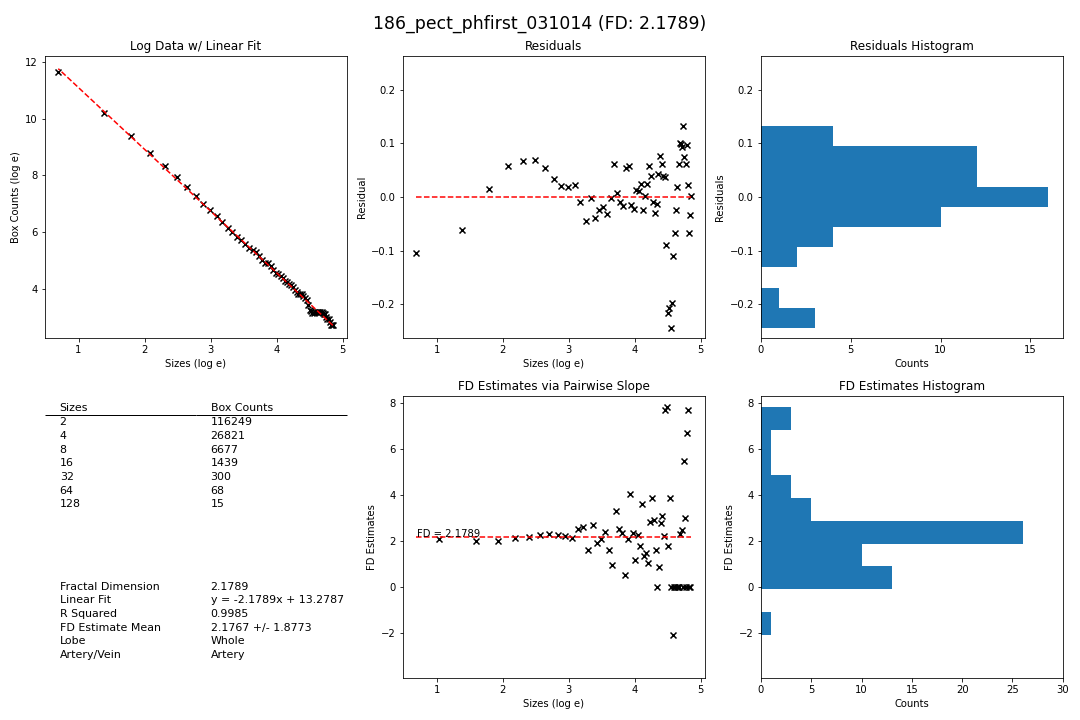 186_pect_phfirst_031014 (FD: 2.1789)
Log Data w/ Linear Fit
12
10
8
6
4
Box Counts (log e)
1 2 3 4 5
Sizes (log e)
Residuals
0.2
0.1
0.0
−0.1
−0.2
Residual
1 2 3 4 5
Sizes (log e)
Residuals Histogram
0.2
0.1
0.0
−0.1
−0.2
Residuals
0 5 10 15
Counts
Sizes Box Counts
2 116249
4 26821
8 6677
16 1439
32 300
64 68
128 15
Fractal Dimension 2.1789
Linear Fit y = -2.1789x + 13.2787
R Squared 0.9985
FD Estimate Mean 2.1767 +/- 1.8773
Lobe Whole
Artery/Vein Artery
FD Estimates via Pairwise Slope
8
6
4
2
0
−2
FD Estimates
FD = 2.1789
1 2 3 4 5
Sizes (log e)
FD Estimates Histogram
8
6
4
2
0
−2
FD Estimates
0 5 10 15 20 25 30
Counts